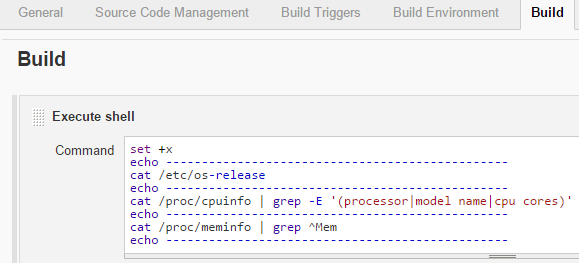 General Source Code Management Build Triggers Build Environment Build
Build
Execute shell
Command
set +x
echo -------------------------------------------------
cat /etc/os-release
echo -------------------------------------------------
cat /proc/cpuinfo | grep -E '(processor|model name|cpu cores)'
echo -------------------------------------------------
cat /proc/meminfo | grep ^Mem
echo -------------------------------------------------